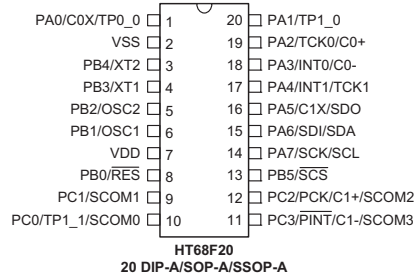 PA0/C0X/TP0_0 1 20 PA1/TP1_0
VSS 2 19 PA2/TCK0/C0+
PB4/XT2 3 18 PA3/INT0/C0-
PB3/XT1 4 17 PA4/INT1/TCK1
PB2/OSC2 5 16 PA5/C1X/SDO
PB1/OSC1 6 15 PA6/SDI/SDA
VDD 7 14 PA7/SCK/SCL
PB0/RES 8 13 PB5/SCS
PC1/SCOM1 9 12 PC2/PCK/C1+/SCOM2
PC0/TP1_1/SCOM0 10 11 PC3/PINT/C1-/SCOM3
HT68F20
20 DIP-A/SOP-A/SSOP-A